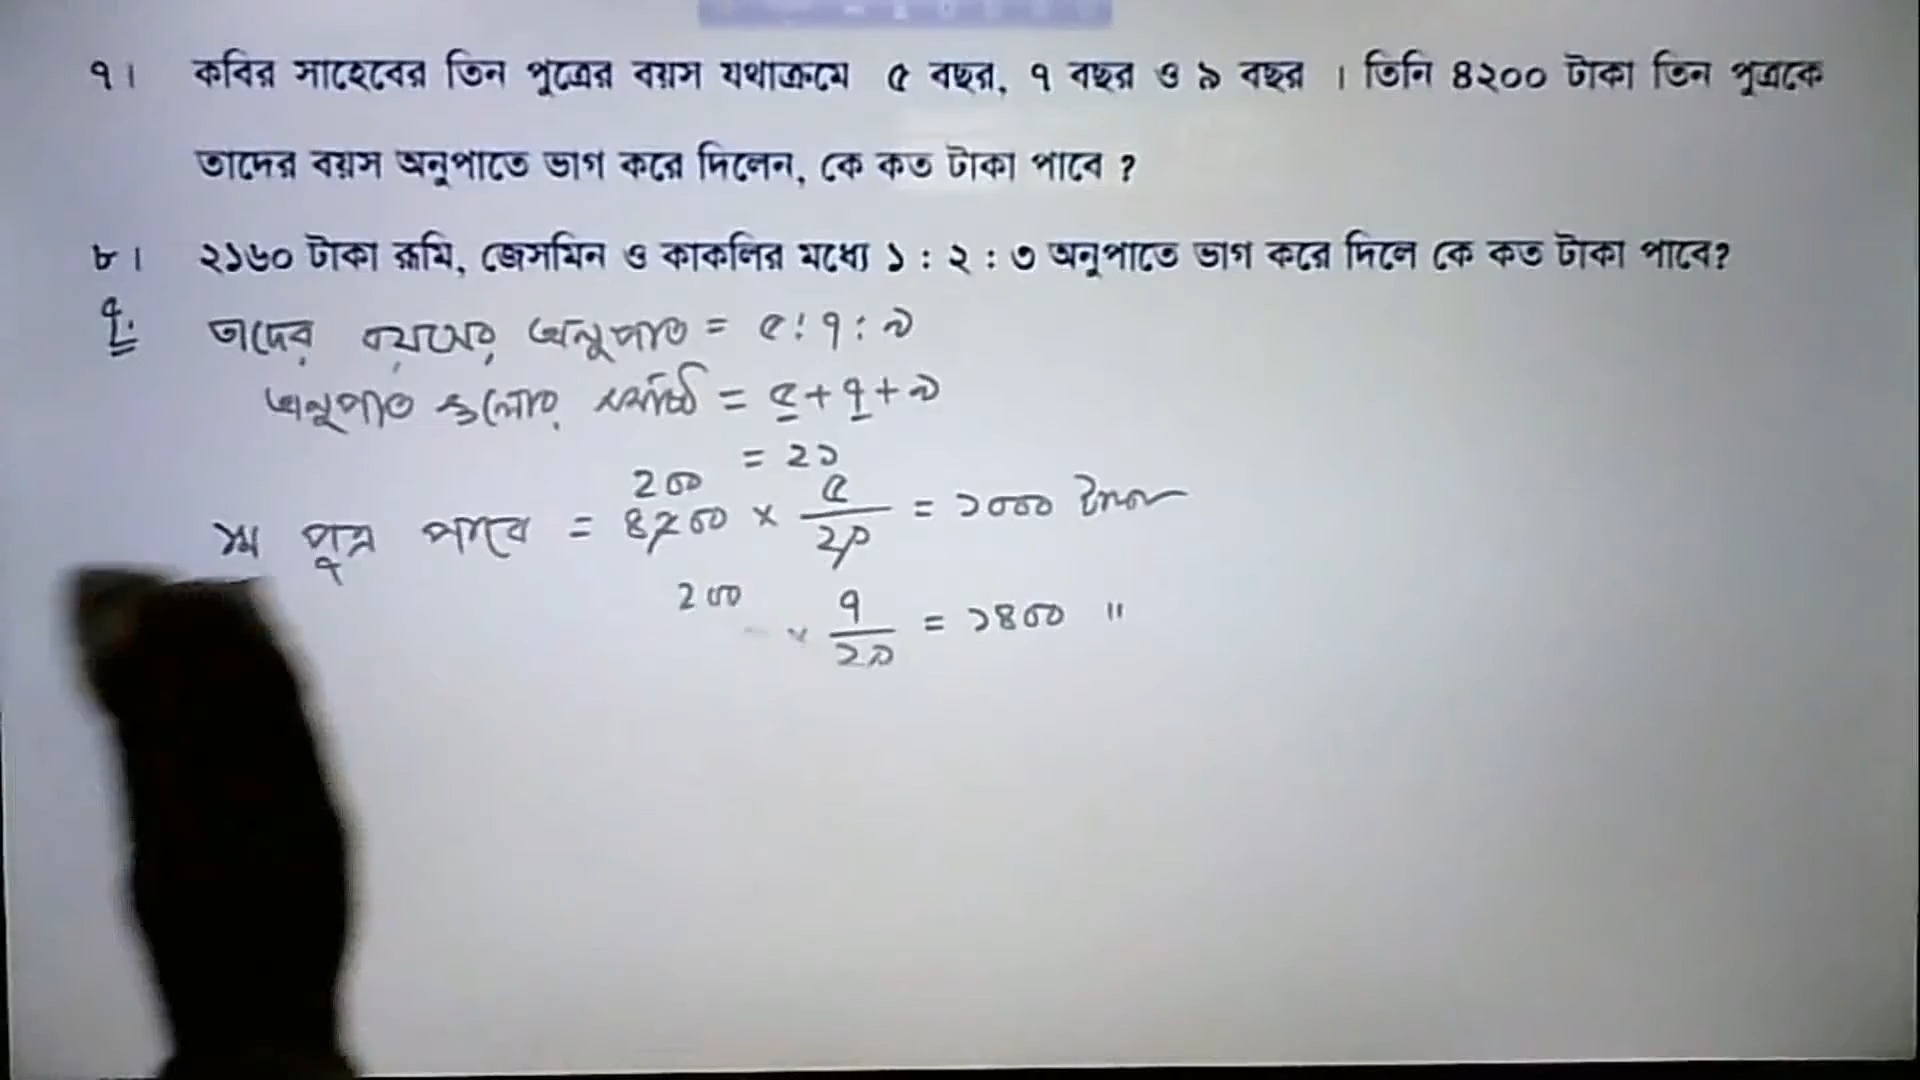 ৭। কবির সাহেবের তিন পুত্রের বয়স যথাক্রমে ৫ বছর, ৭ বছর ও ৯ বছর । তিনি ৪২০০ টাকা তিন পুত্রকে
তাদের বয়স অনুপাতে ভাগ করে দিলেন, কে কত টাকা পাবে ?
৮। ২১৬০ টাকা রূমি, জেসমিন ও কাকলির মধ্যে ১ : ২ : ৩ অনুপাতে ভাগ করে দিলে কে কত টাকা পাবে?
৭. তাদের বয়সের অনুপাত = ৫ : ৭ : ৯
অনুপাত গুলোর সমষ্টি = ৫ + ৭ + ৯
= ২১
২০০
১ম পুত্র পাবে = ৪২০০ × ৫/২১ = ১০০০ টাকা
২০০
× ৭/২১ = ১৪০০ "